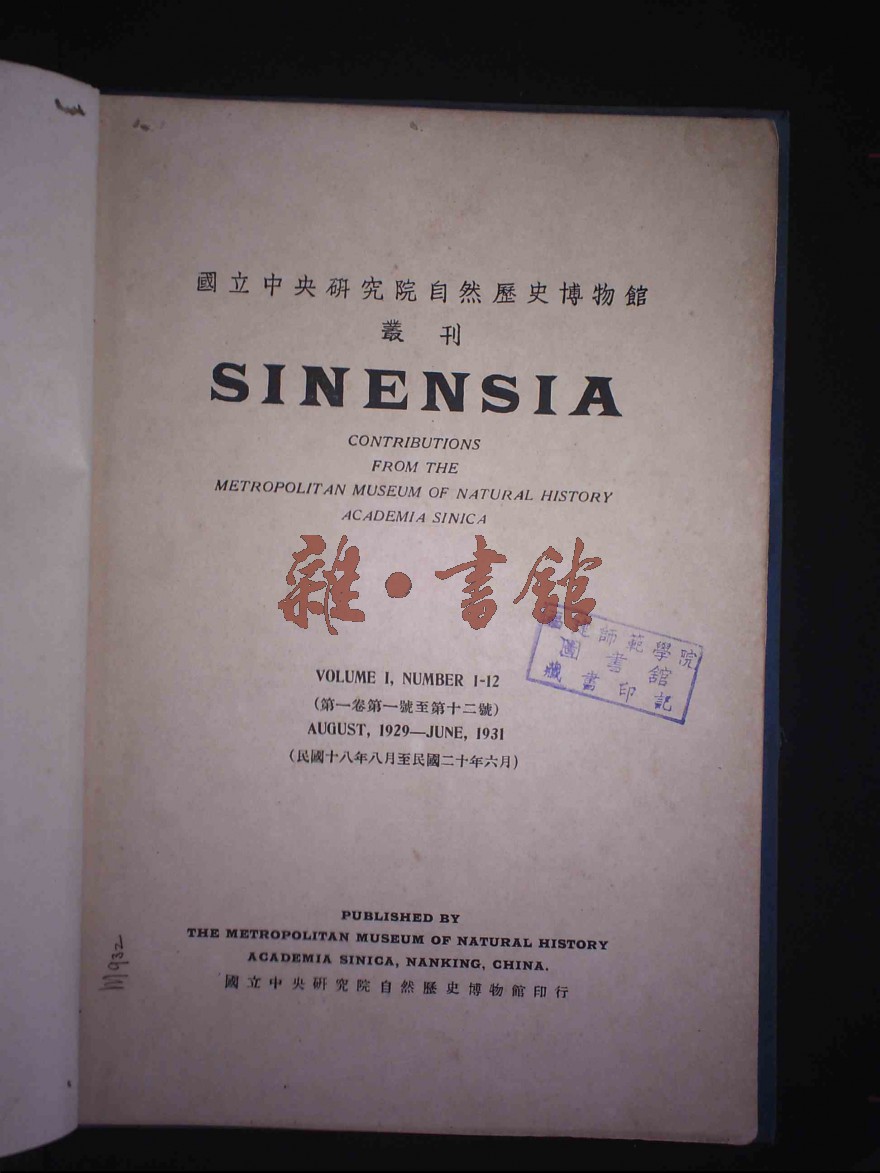 國立中央研究院自然歷史博物館
叢刊
SINENSIA
CONTRIBUTIONS
FROM THE
METROPOLITAN MUSEUM OF NATURAL HISTORY
ACADEMIA SINICA
雜·書館
福建師範學院
圖書館
藏書印記
VOLUME I, NUMBER 1-12
(第一卷第一號至第十二號)
AUGUST, 1929—JUNE, 1931
(民國十八年八月至民國二十年六月)
PUBLISHED BY
THE METROPOLITAN MUSEUM OF NATURAL HISTORY
ACADEMIA SINICA, NANKING, CHINA.
國立中央研究院自然歷史博物館印行
M932